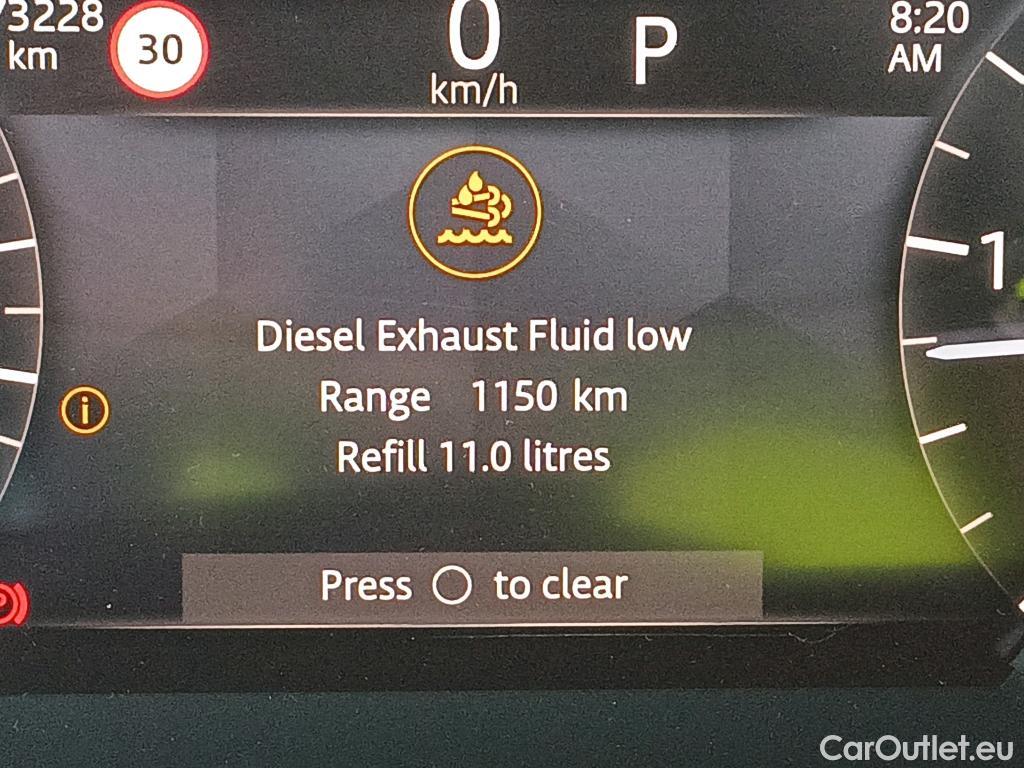 73228
km
30
0
km/h
P
8:20
AM
Diesel Exhaust Fluid low
Range 1150 km
Refill 11.0 litres
i
1
P
Press ○ to clear
CarOutlet.eu